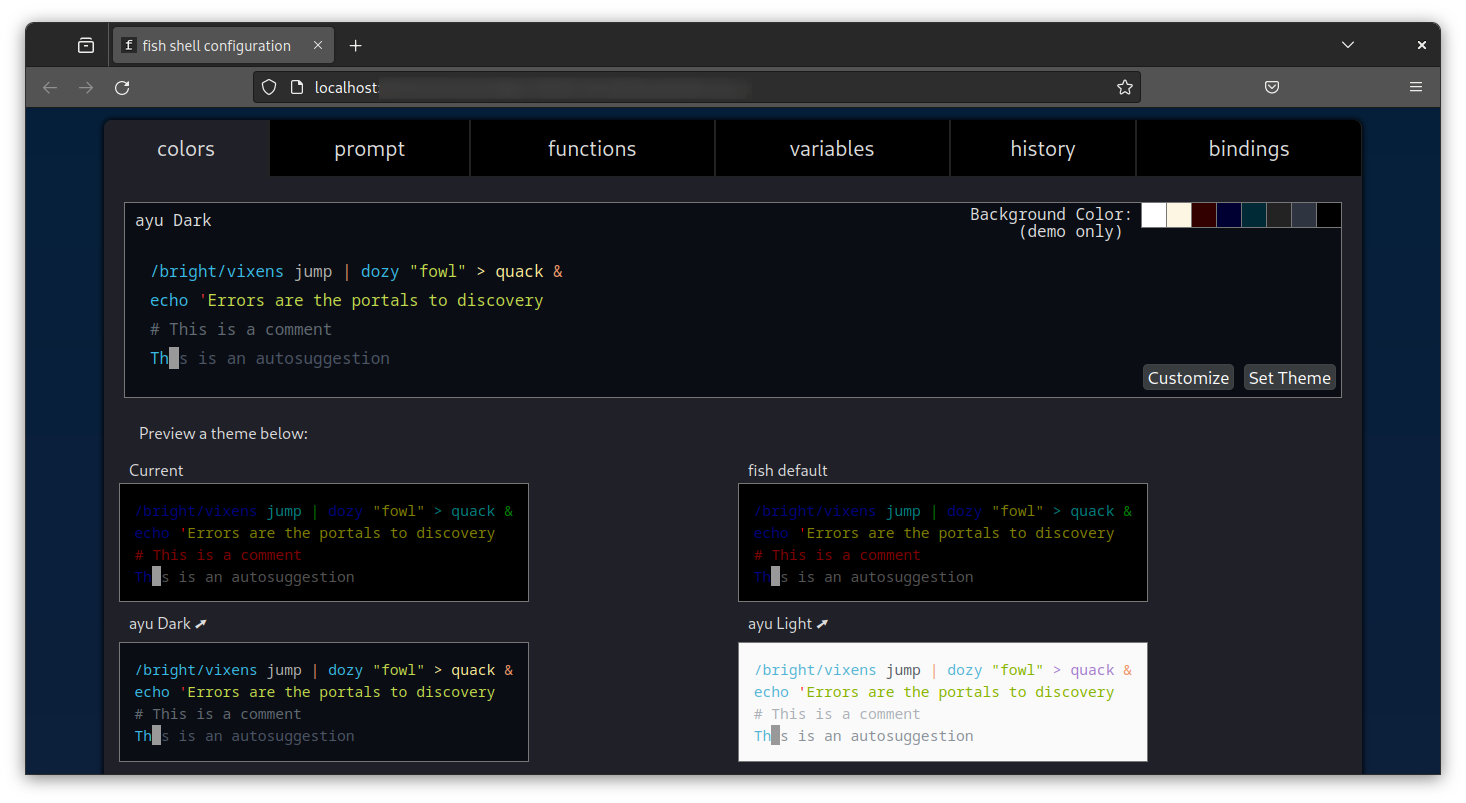 f fish shell configuration
localhost:
colors prompt functions variables history bindings
ayu Dark
Background Color:
(demo only)
/bright/vixens jump | dozy "fowl" > quack &
echo 'Errors are the portals to discovery
# This is a comment
Th s is an autosuggestion
Customize Set Theme
Preview a theme below:
Current
/bright/vixens jump | dozy "fowl" > quack &
echo 'Errors are the portals to discovery
# This is a comment
Th s is an autosuggestion
fish default
/bright/vixens jump | dozy "fowl" > quack &
echo 'Errors are the portals to discovery
# This is a comment
Th s is an autosuggestion
ayu Dark
/bright/vixens jump | dozy "fowl" > quack &
echo 'Errors are the portals to discovery
# This is a comment
Th s is an autosuggestion
ayu Light
/bright/vixens jump | dozy "fowl" > quack &
echo 'Errors are the portals to discovery
# This is a comment
Th s is an autosuggestion